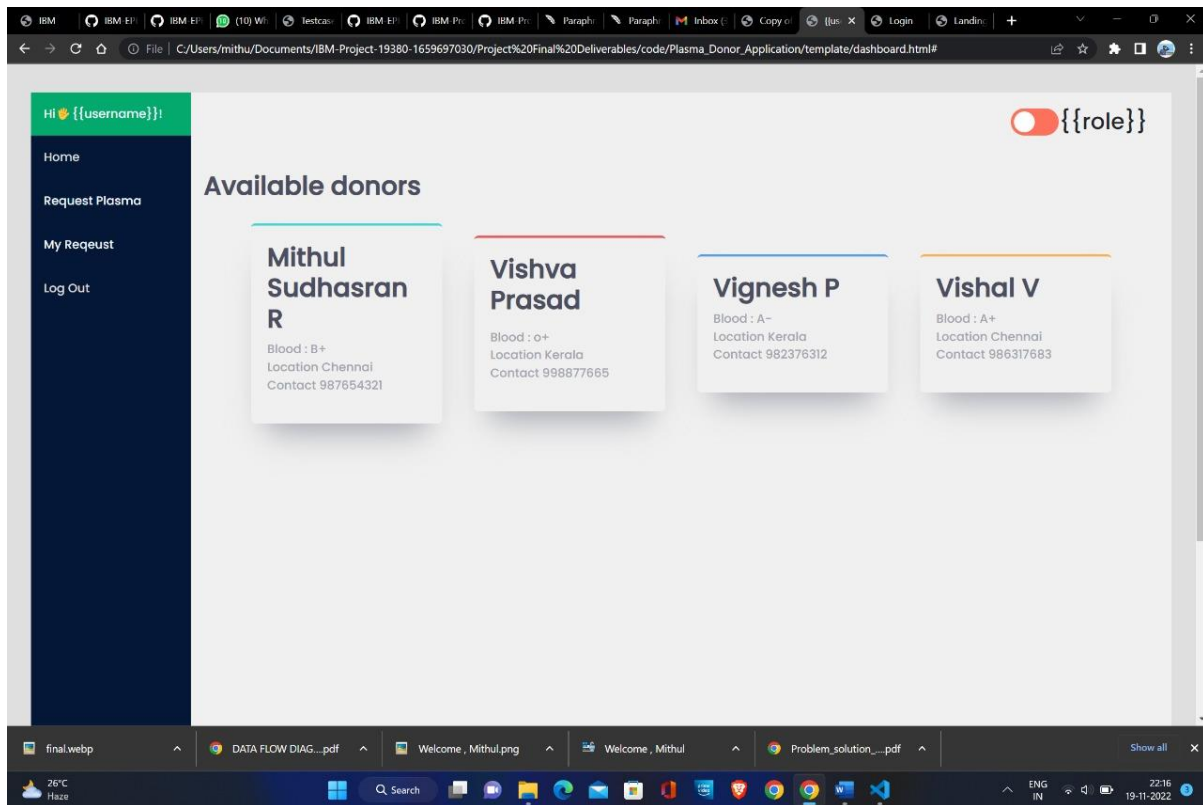 IBM
IBM-EPI
IBM EPI
(10) Wh
Testcase
IBM EPI
IBM-Pro
IBM-Pro
Paraphr
Paraphr
Inbox (
Copy of
{{us
Login
Landing
File
C:/Users/mithu/Documents/IBM-Project-19380-1659697030/Project%20Final%20Deliverables/code/Plasma_Donor_Application/template/dashboard.html#
Hi🖐 {{username}}!
{{role}}
Home
Request Plasma
My Reqeust
Log Out
Available donors
Mithul
Sudhasran
R
Blood : B+
Location Chennai
Contact 987654321
Vishva
Prasad
Blood : o+
Location Kerala
Contact 998877665
Vignesh P
Blood : A-
Location Kerala
Contact 982376312
Vishal V
Blood : A+
Location Chennai
Contact 986317683
final.webp
DATA FLOW DIAG....pdf
Welcome , Mithul.png
Welcome , Mithul
Problem_solution_....pdf
Show all
26°C
Haze
Search
ENG
IN
22:16
19-11-2022
3